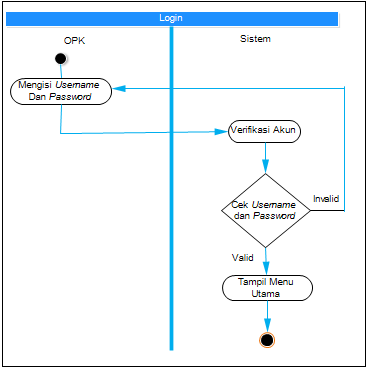 Login
OPK
Sistem
Mengisi Username
Dan Password
Verifikasi Akun
Cek Username
dan Password
Invalid
Valid
Tampil Menu
Utama